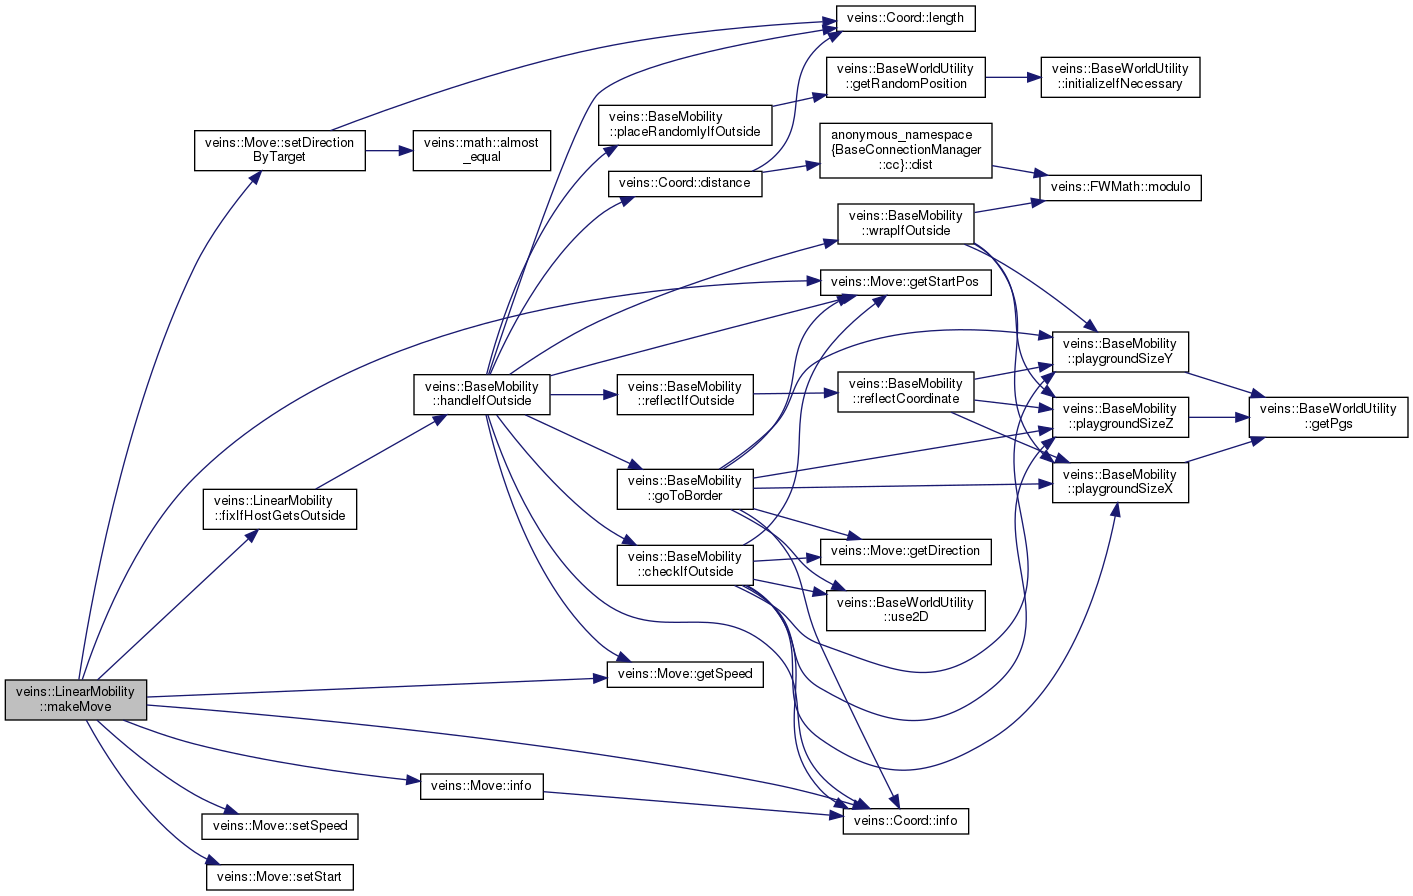 veins::LinearMobility
::makeMove
veins::Move::setDirection
ByTarget
veins::LinearMobility
::fixIfHostGetsOutside
veins::Move::setSpeed
veins::Move::setStart
veins::math::almost
_equal
veins::BaseMobility
::handleIfOutside
veins::Move::info
veins::BaseMobility
::placeRandomlyIfOutside
veins::Coord::distance
veins::BaseMobility
::reflectIfOutside
veins::BaseMobility
::goToBorder
veins::BaseMobility
::checkIfOutside
veins::Move::getSpeed
veins::Coord::length
veins::BaseWorldUtility
::getRandomPosition
anonymous_namespace
{BaseConnectionManager
::cc}::dist
veins::BaseMobility
::wrapIfOutside
veins::Move::getStartPos
veins::BaseMobility
::reflectCoordinate
veins::Move::getDirection
veins::BaseWorldUtility
::use2D
veins::Coord::info
veins::BaseWorldUtility
::initializeIfNecessary
veins::FWMath::modulo
veins::BaseMobility
::playgroundSizeY
veins::BaseMobility
::playgroundSizeZ
veins::BaseMobility
::playgroundSizeX
veins::BaseWorldUtility
::getPgs